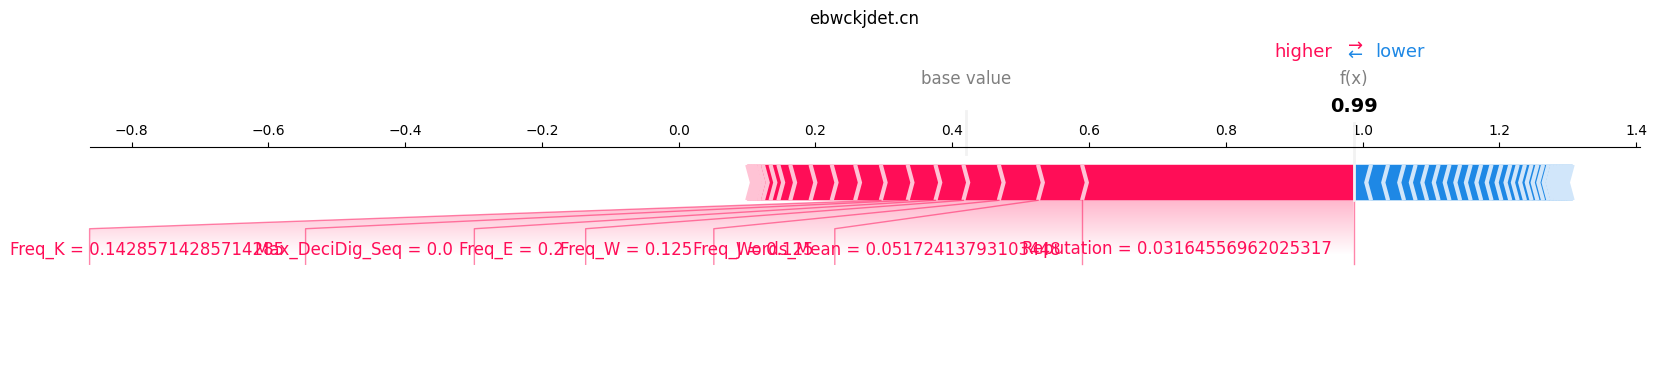 ebwckjdet.cn
higher ⇄ lower
base value f(x)
0.99
−0.8 −0.6 −0.4 −0.2 0.0 0.2 0.4 0.6 0.8 1.0 1.2 1.4
Freq_K = 0.14285714285714285 Max_DeciDig_Seq = 0.0 Freq_E = 0.2 Freq_W = 0.125 Freq_J = 0.125 Words_Mean = 0.05172413793103448 Reputation = 0.03164556962025317